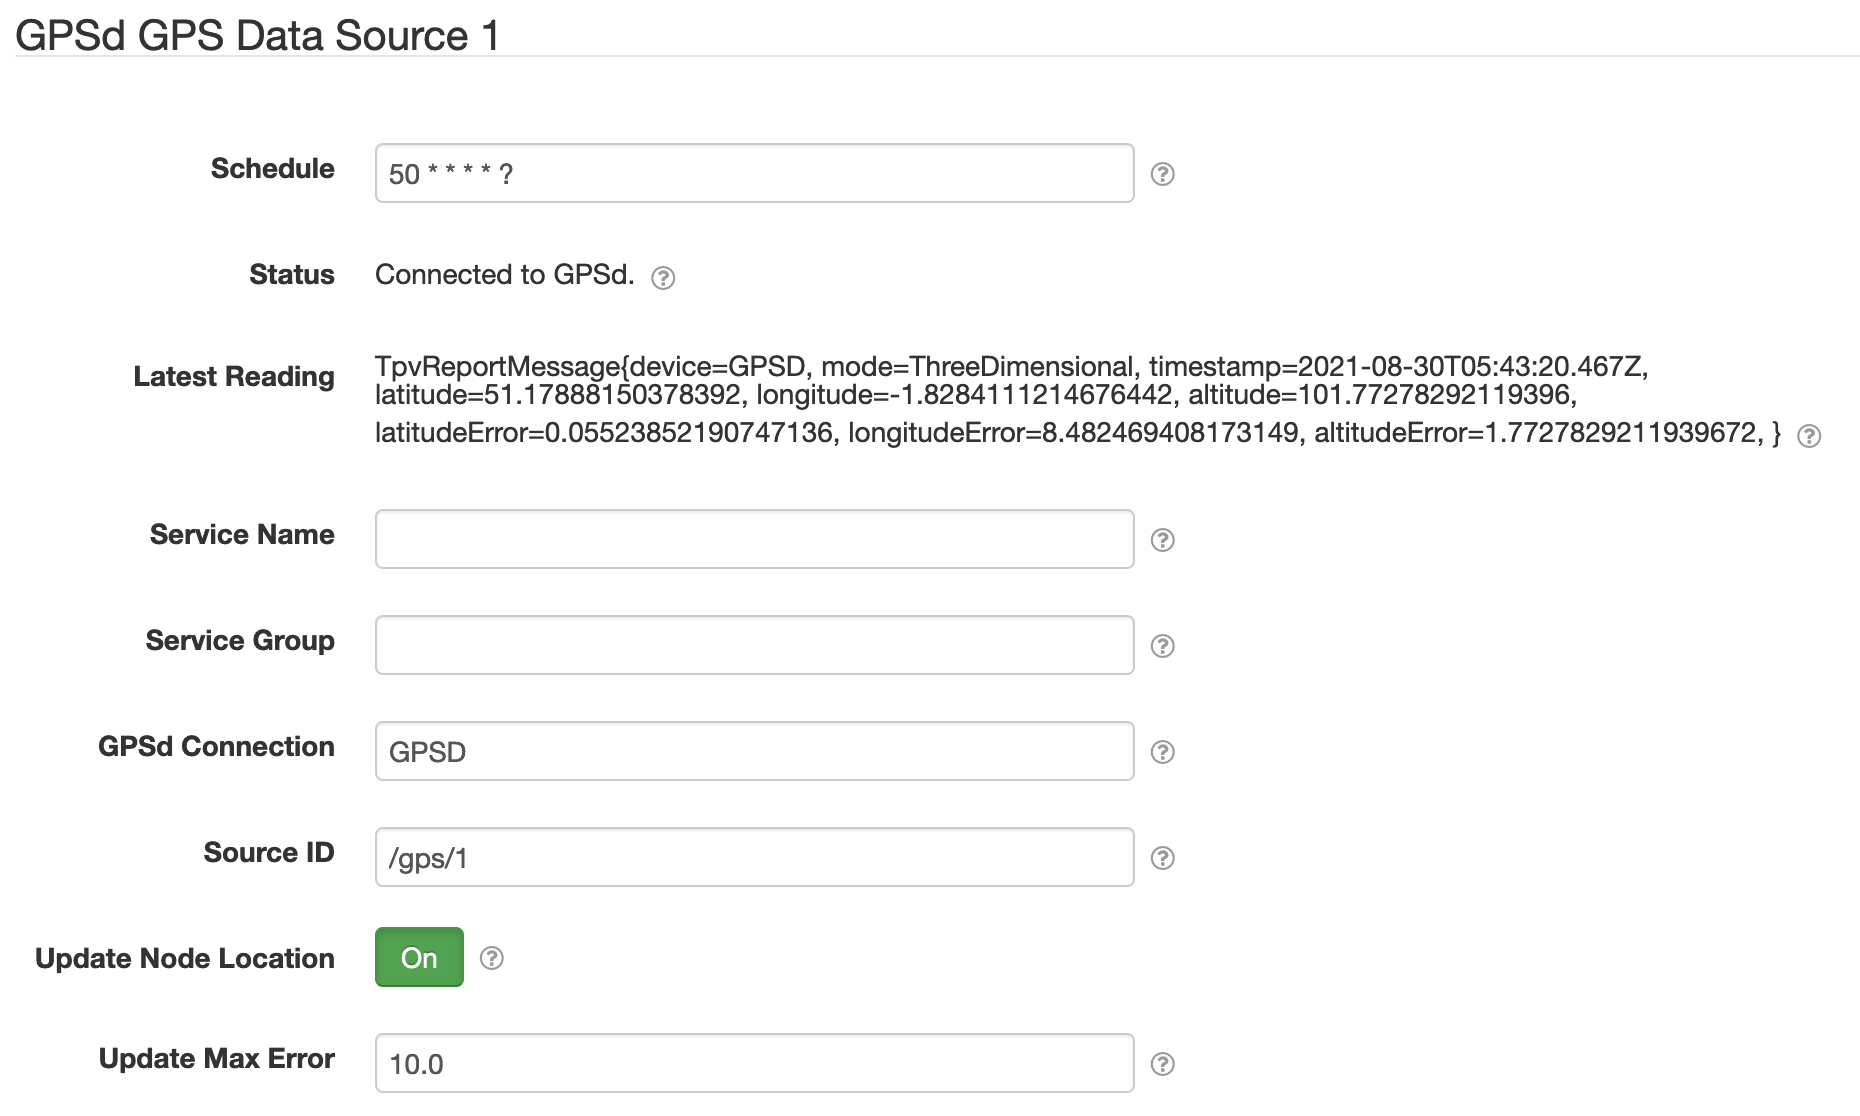 GPSd GPS Data Source 1
Schedule 50 * * * * ?
Status Connected to GPSd.
Latest Reading TpvReportMessage{device=GPSD, mode=ThreeDimensional, timestamp=2021-08-30T05:43:20.467Z,
latitude=51.17888150378392, longitude=-1.8284111214676442, altitude=101.77278292119396,
latitudeError=0.05523852190747136, longitudeError=8.482469408173149, altitudeError=1.7727829211939672, }
Service Name
Service Group
GPSd Connection GPSD
Source ID /gps/1
Update Node Location On
Update Max Error 10.0